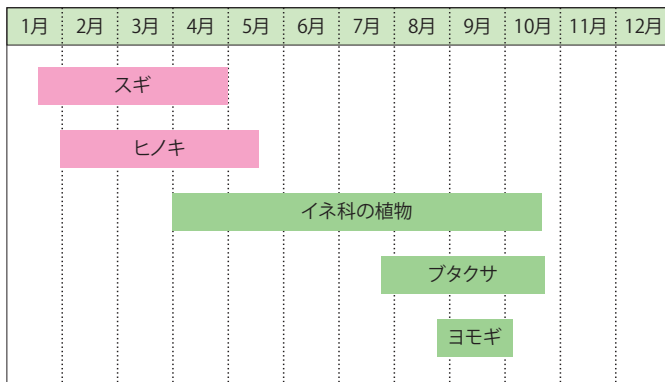 1月 2月 3月 4月 5月 6月 7月 8月 9月 10月 11月 12月
スギ
ヒノキ
イネ科の植物
ブタクサ
ヨモギ